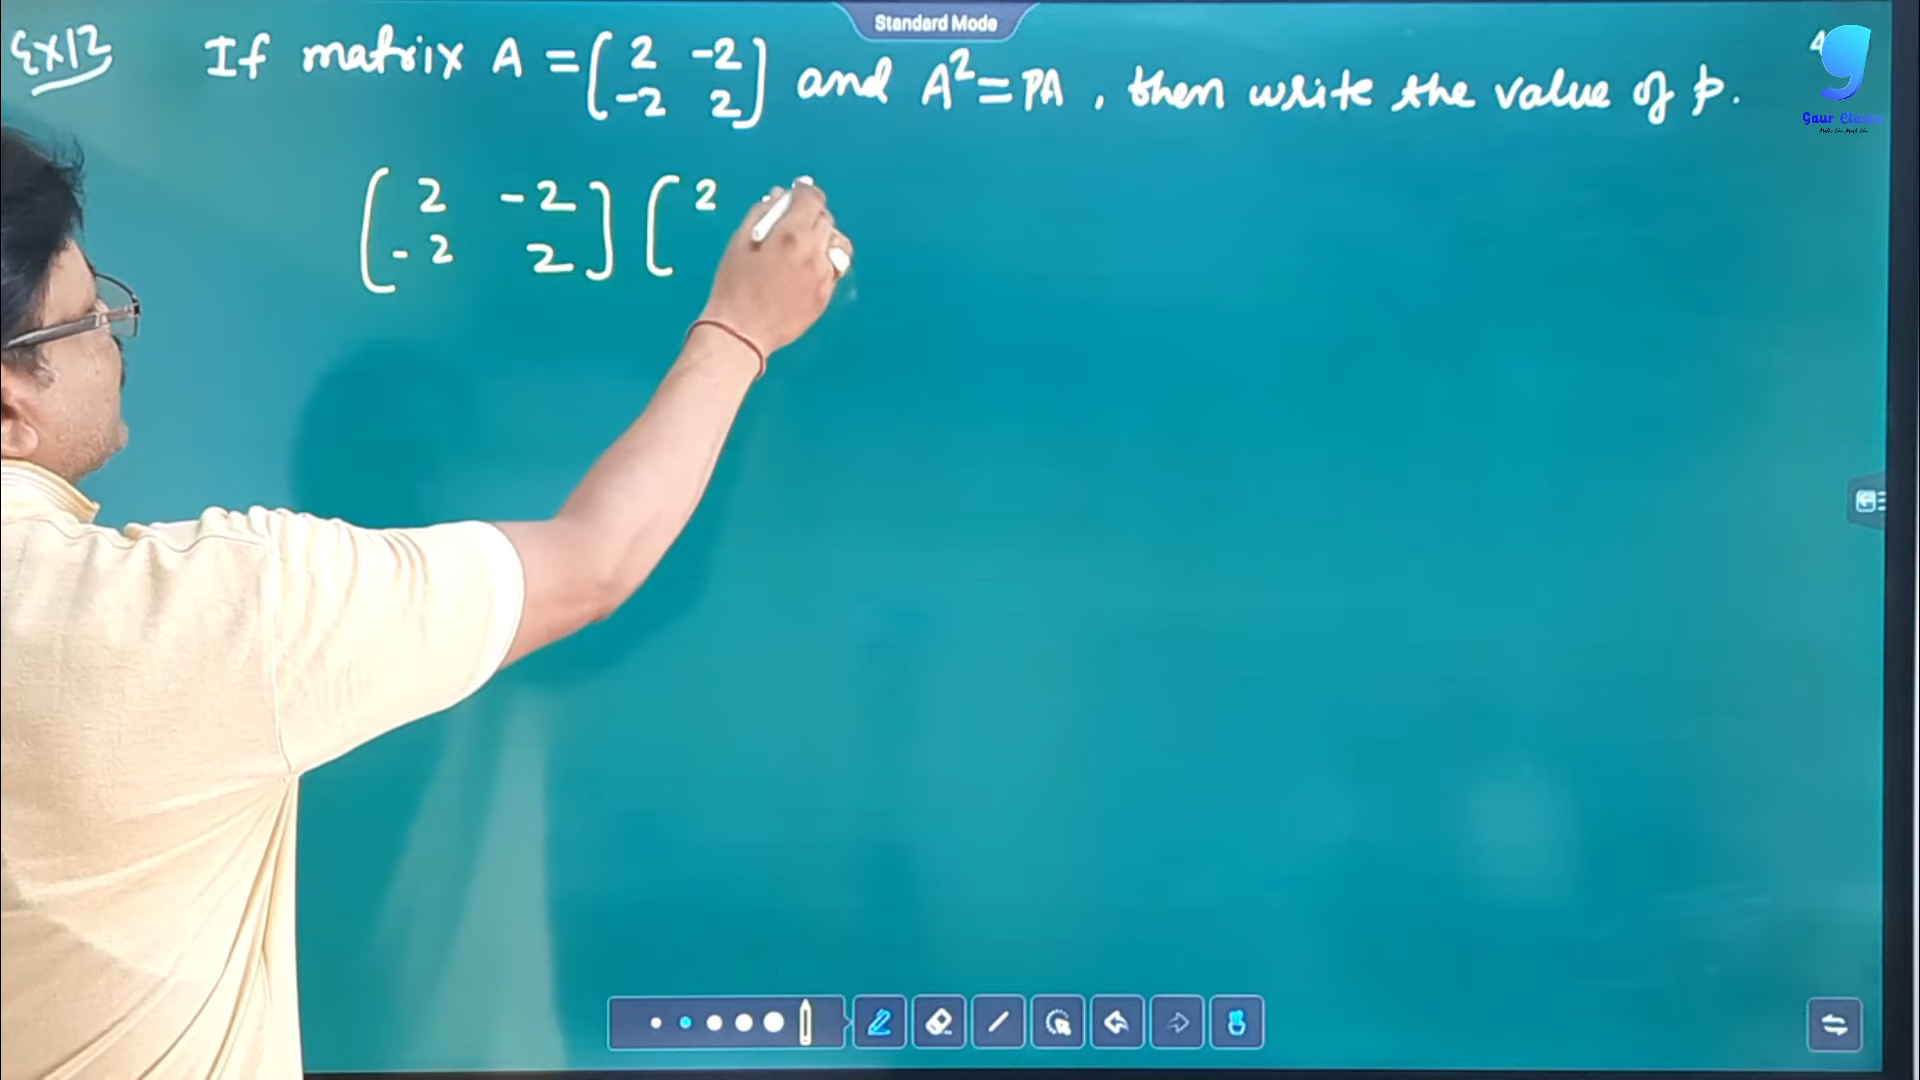 Standard Mode
Ex12 If matrix A = [ 2 -2 ] and A² = PA , then write the value of p.
[ -2 2 ]
[ 2 -2 ] [ 2
[ -2 2 ] [
4
g
Gaur Classes